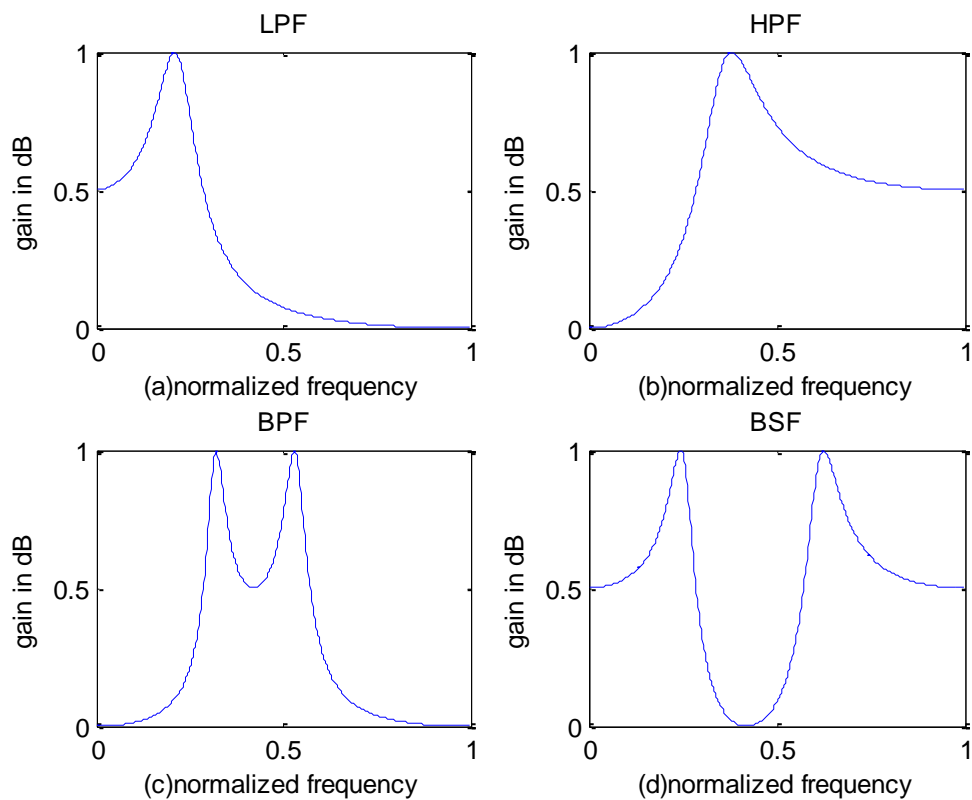 LPF
HPF
1
0.5
0
gain in dB
0
0.5
1
(a)normalized frequency
1
0.5
0
gain in dB
0
0.5
1
(b)normalized frequency
BPF
BSF
1
0.5
0
gain in dB
0
0.5
1
(c)normalized frequency
1
0.5
0
gain in dB
0
0.5
1
(d)normalized frequency